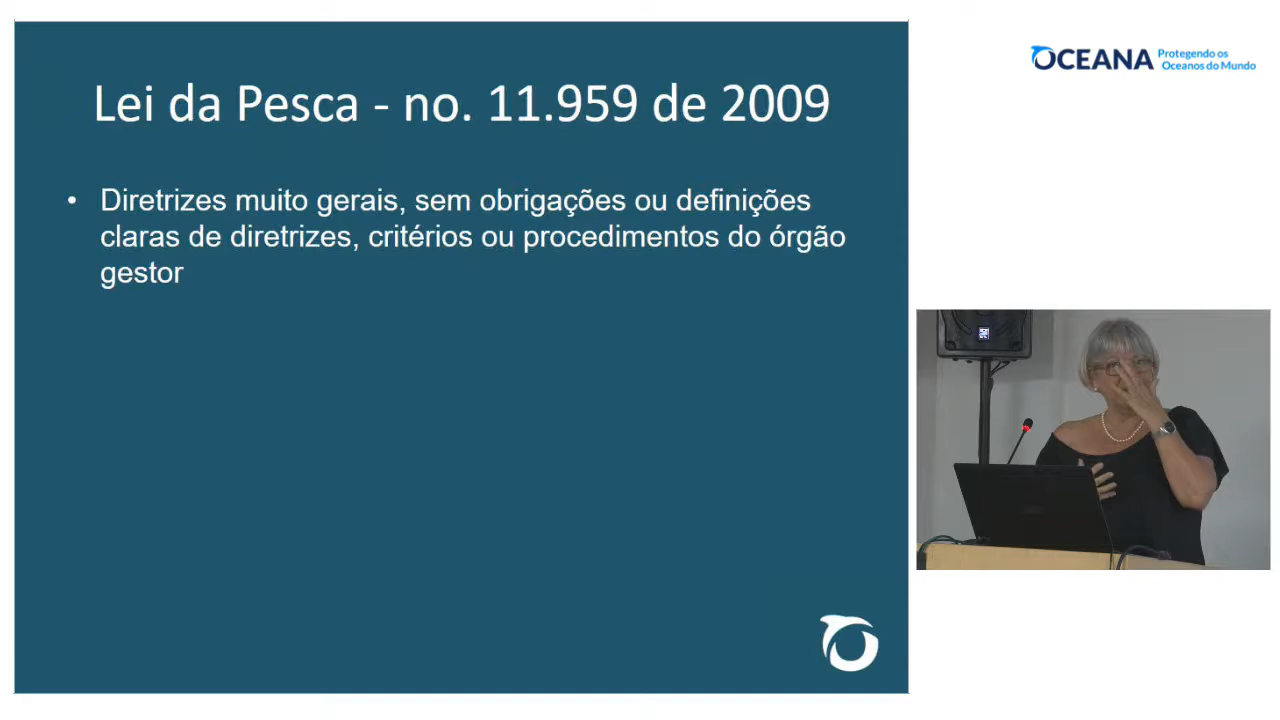 OCEANA Protegendo os
Oceanos do Mundo
Lei da Pesca - no. 11.959 de 2009
• Diretrizes muito gerais, sem obrigações ou definições
claras de diretrizes, critérios ou procedimentos do órgão
gestor